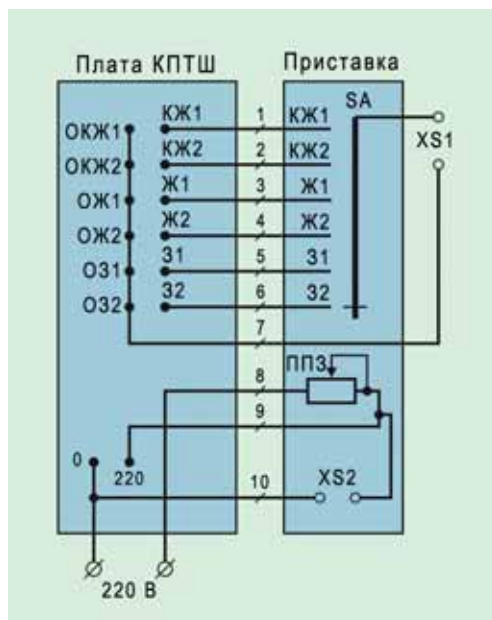 Плата КПТШ
Приставка
SA
XS1
ОКЖ1 КЖ1 1 КЖ1
ОКЖ2 КЖ2 2 КЖ2
ОЖ1 Ж1 3 Ж1
ОЖ2 Ж2 4 Ж2
ОЗ1 З1 5 З1
ОЗ2 З2 6 З2
7
8 ППЗ
9
0 220
10 XS2
220 В